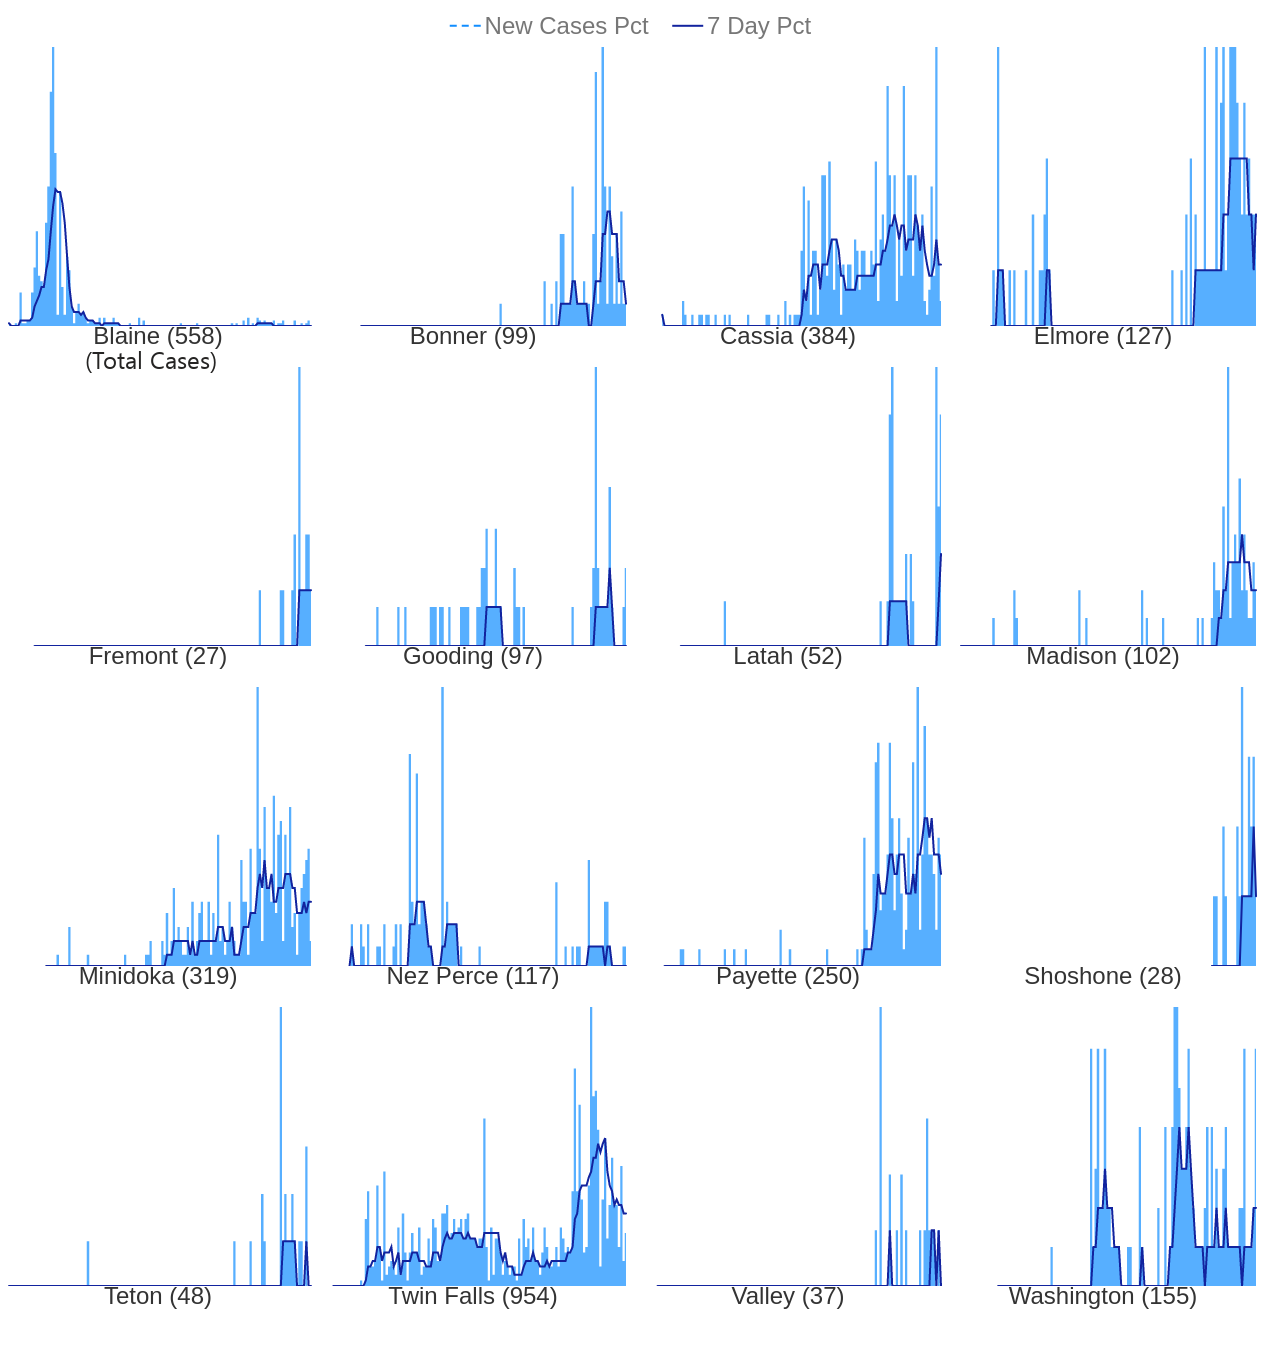 New Cases Pct 7 Day Pct
Blaine (558) Bonner (99) Cassia (384) Elmore (127)
(Total Cases)
Fremont (27) Gooding (97) Latah (52) Madison (102)
Minidoka (319) Nez Perce (117) Payette (250) Shoshone (28)
Teton (48) Twin Falls (954) Valley (37) Washington (155)